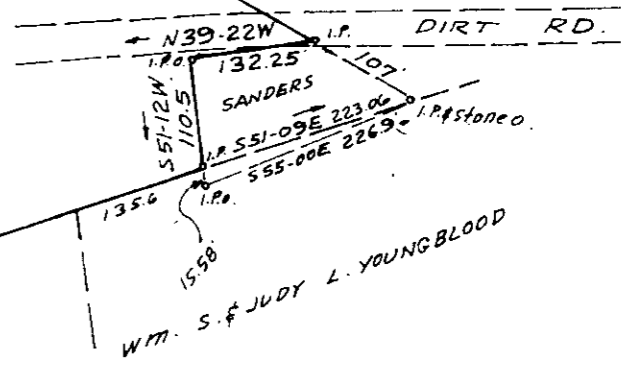 DIRT RD.
N39-22W
I.P.
I.P.O.
132.25
107.
SANDERS
S51-12W
110.5
I.P. S51-09E 223.06
I.P.&Stone O.
S55-00E 226.9
I.P.o.
135.6
15.58
Wm. S. & JUDY L. YOUNGBLOOD